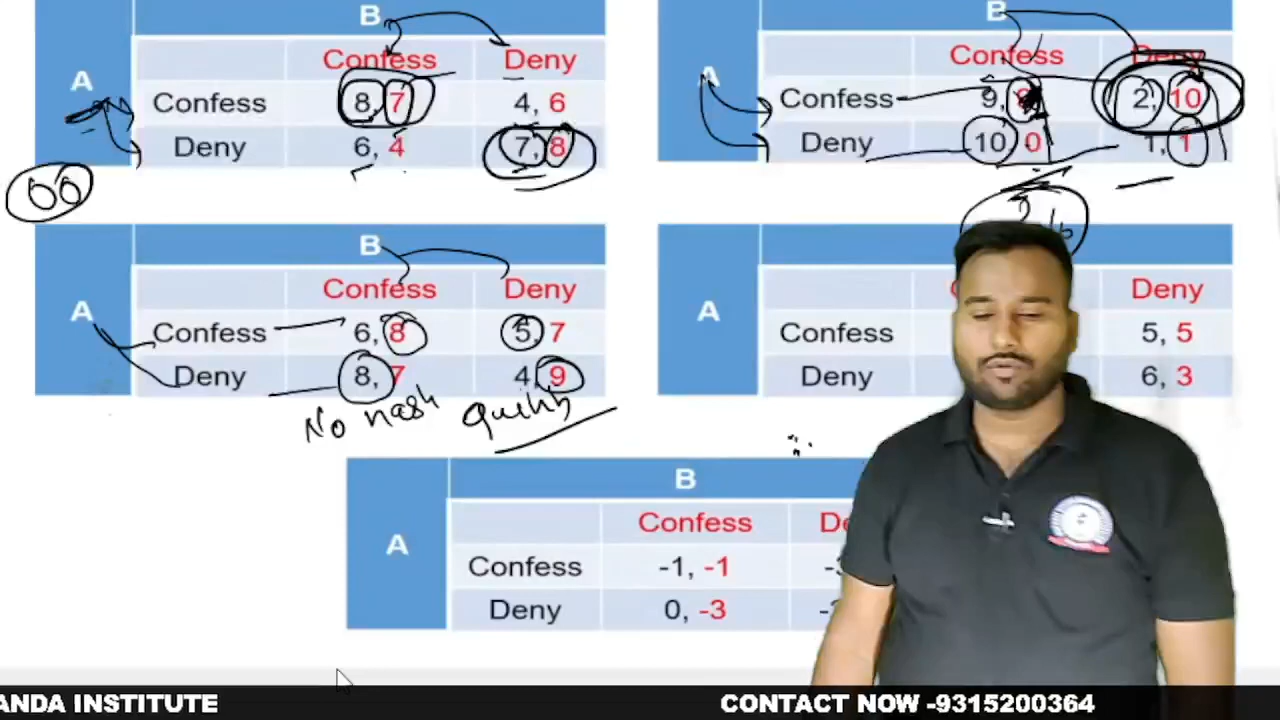 B
Confess Deny
A
Confess 8, 7 4, 6
Deny 6, 4 7, 8
B
Confess Deny
A
Confess 9, 2, 10
Deny 10, 0 1, 1
B
Confess Deny
A
Confess 6, 8 5, 7
Deny 8, 7 4, 9
No nash
Deny
A
Confess 5, 5
Deny 6, 3
B
Confess
A
Confess -1, -1
Deny 0, -3
ANDA INSTITUTE
CONTACT NOW -9315200364